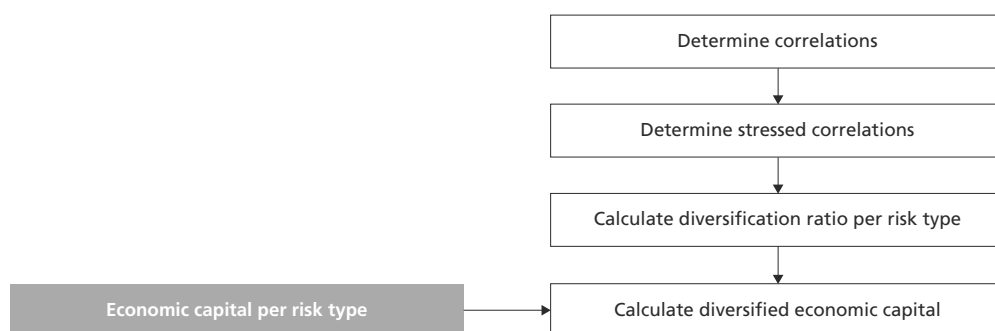 Determine correlations
Determine stressed correlations
Calculate diversification ratio per risk type
Economic capital per risk type
Calculate diversified economic capital